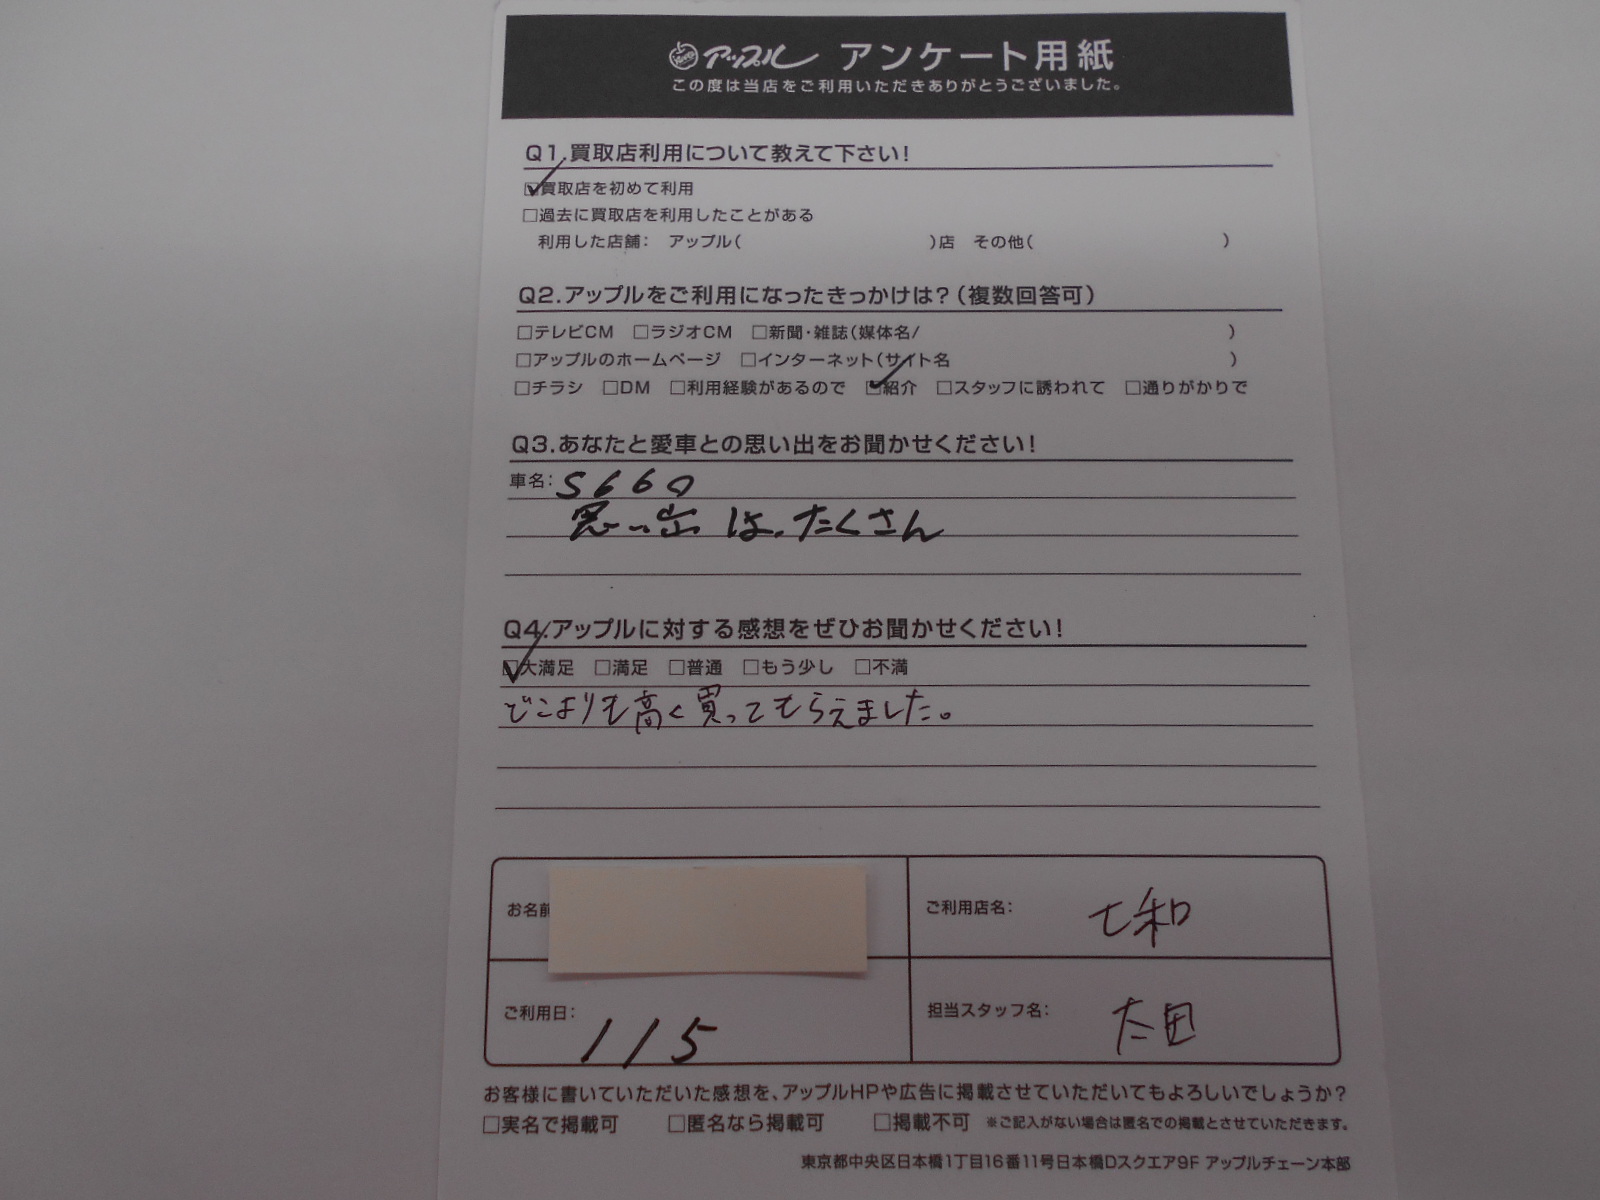 アップル アンケート用紙
この度は当店をご利用いただきありがとうございました。
Q1.買取店利用について教えて下さい!
☑買取店を初めて利用
□過去に買取店を利用したことがある
利用した店舗: アップル( )店 その他( )
Q2.アップルをご利用になったきっかけは?(複数回答可)
□テレビCM □ラジオCM □新聞・雑誌(媒体名/ )
□アップルのホームページ □インターネット(サイト名 )
□チラシ □DM □利用経験があるので ☑紹介 □スタッフに誘われて □通りがかりで
Q3.あなたと愛車との思い出をお聞かせください!
車名: S660
思い出は、たくさん
Q4.アップルに対する感想をぜひお聞かせください!
☑大満足 □満足 □普通 □もう少し □不満
どこよりも高く買ってもらえました。
お名前
ご利用店名: 七和
ご利用日: 1/5
担当スタッフ名: 太田
お客様に書いていただいた感想を、アップルHPや広告に掲載させていただいてもよろしいでしょうか?
□実名で掲載可 □匿名なら掲載可 □掲載不可 ※ご記入がない場合は匿名での掲載とさせていただきます。
東京都中央区日本橋1丁目16番11号日本橋Dスクエア9F アップルチェーン本部